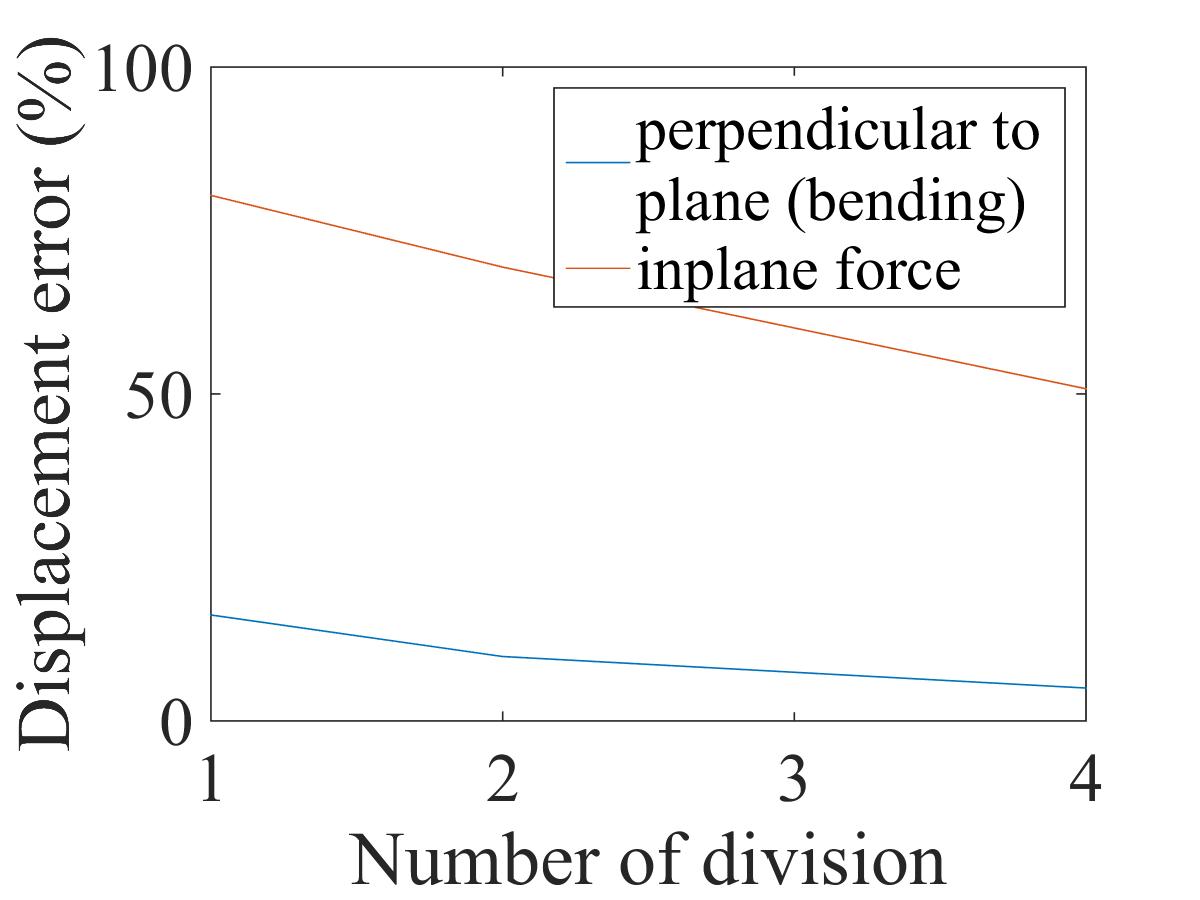 Displacement error (%)
100
50
0
perpendicular to
plane (bending)
inplane force
1 2 3 4
Number of division